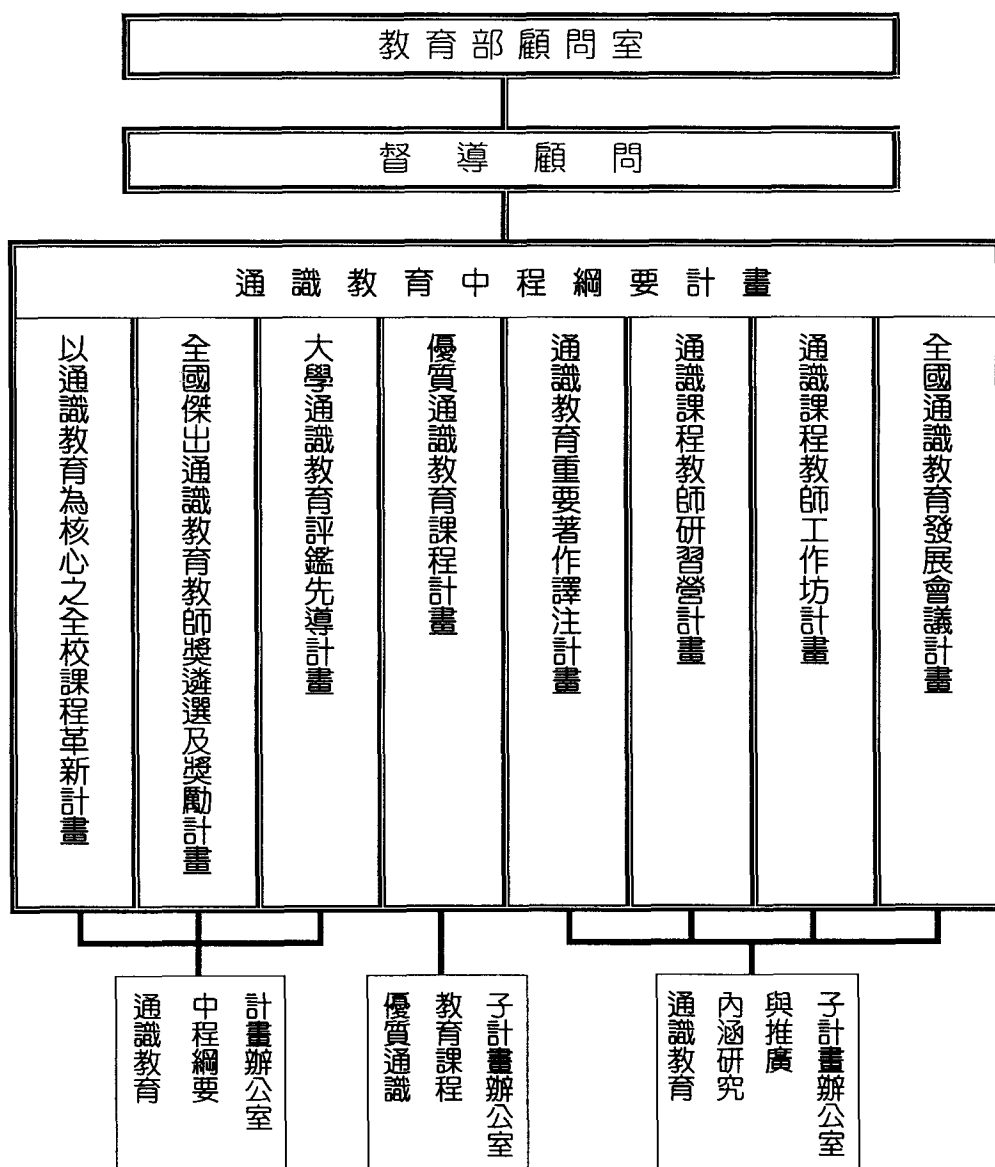 教育部顧問室
督導顧問
通識教育中程綱要計畫
以通識教育為核心之全校課程革新計畫
全國傑出通識教育教師獎遴選及獎勵計畫
大學通識教育評鑑先導計畫
優質通識教育課程計畫
通識教育重要著作譯注計畫
通識課程教師研習營計畫
通識課程教師工作坊計畫
全國通識教育發展會議計畫
通識教育
中程綱要
計畫辦公室
優質通識
教育課程
子計畫辦公室
通識教育
內涵研究
與推廣
子計畫辦公室